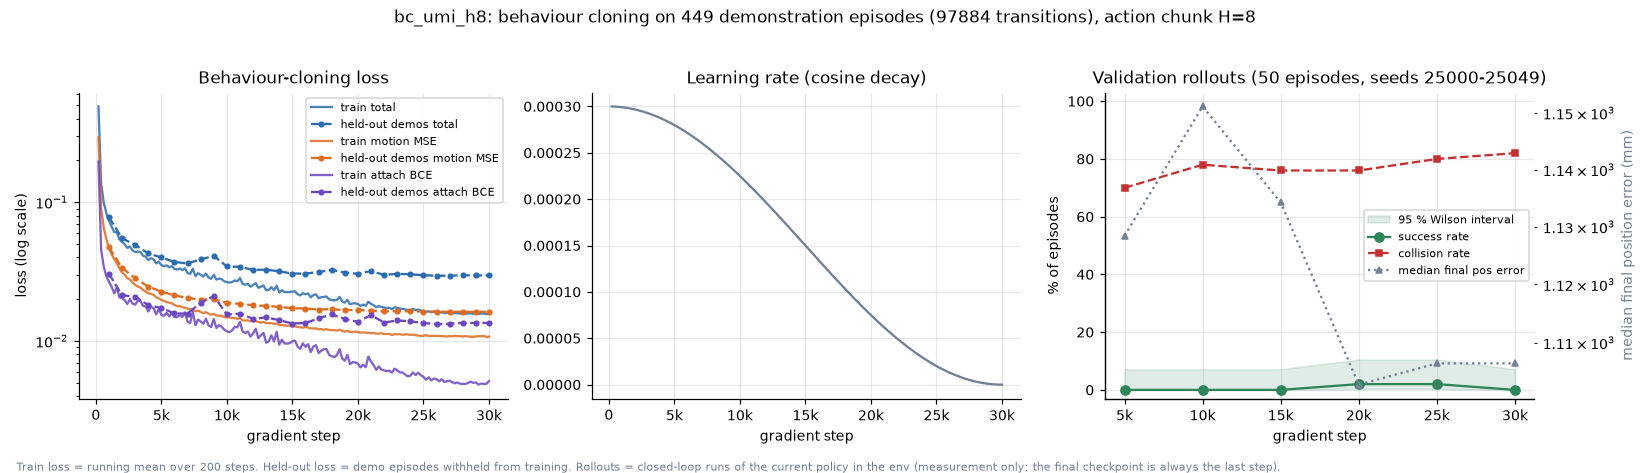 bc_umi_h8: behaviour cloning on 449 demonstration episodes (97884 transitions), action chunk H=8
Behaviour-cloning loss
loss (log scale)
10⁻¹
10⁻²
train total
held-out demos total
train motion MSE
held-out demos motion MSE
train attach BCE
held-out demos attach BCE
0 5k 10k 15k 20k 25k 30k
gradient step
Learning rate (cosine decay)
0.00030
0.00025
0.00020
0.00015
0.00010
0.00005
0.00000
0 5k 10k 15k 20k 25k 30k
gradient step
Validation rollouts (50 episodes, seeds 25000-25049)
% of episodes
100
80
60
40
20
0
95 % Wilson interval
success rate
collision rate
median final pos error
1.15 × 10³
1.14 × 10³
1.13 × 10³
1.12 × 10³
1.11 × 10³
median final position error (mm)
5k 10k 15k 20k 25k 30k
gradient step
Train loss = running mean over 200 steps. Held-out loss = demo episodes withheld from training. Rollouts = closed-loop runs of the current policy in the env (measurement only; the final checkpoint is always the last step).